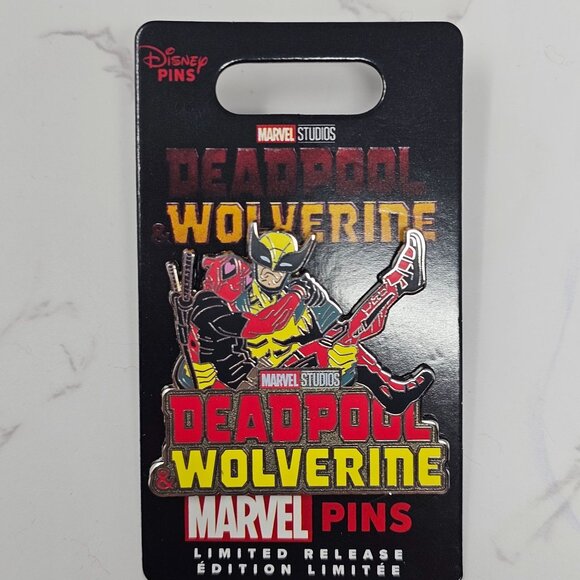 Disney
PINS
MARVEL STUDIOS
DEADPOOL
& WOLVERINE
MARVEL STUDIOS
DEADPOOL
& WOLVERINE
MARVEL PINS
LIMITED RELEASE
ÉDITION LIMITÉE